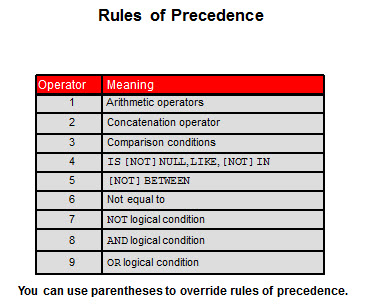 Rules of Precedence
Operator Meaning
1 Arithmetic operators
2 Concatenation operator
3 Comparison conditions
4 IS [NOT] NULL, LIKE, [NOT] IN
5 [NOT] BETWEEN
6 Not equal to
7 NOT logical condition
8 AND logical condition
9 OR logical condition
You can use parentheses to override rules of precedence.